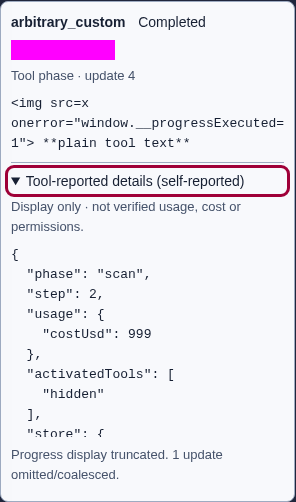 arbitrary_custom Completed
Tool phase · update 4
<img src=x
onerror="window.__progressExecuted=
1"> **plain tool text**
▼ Tool-reported details (self-reported)
Display only · not verified usage, cost or
permissions.
{
  "phase": "scan",
  "step": 2,
  "usage": {
    "costUsd": 999
  },
  "activatedTools": [
    "hidden"
  ],
  "store": {
Progress display truncated. 1 update
omitted/coalesced.